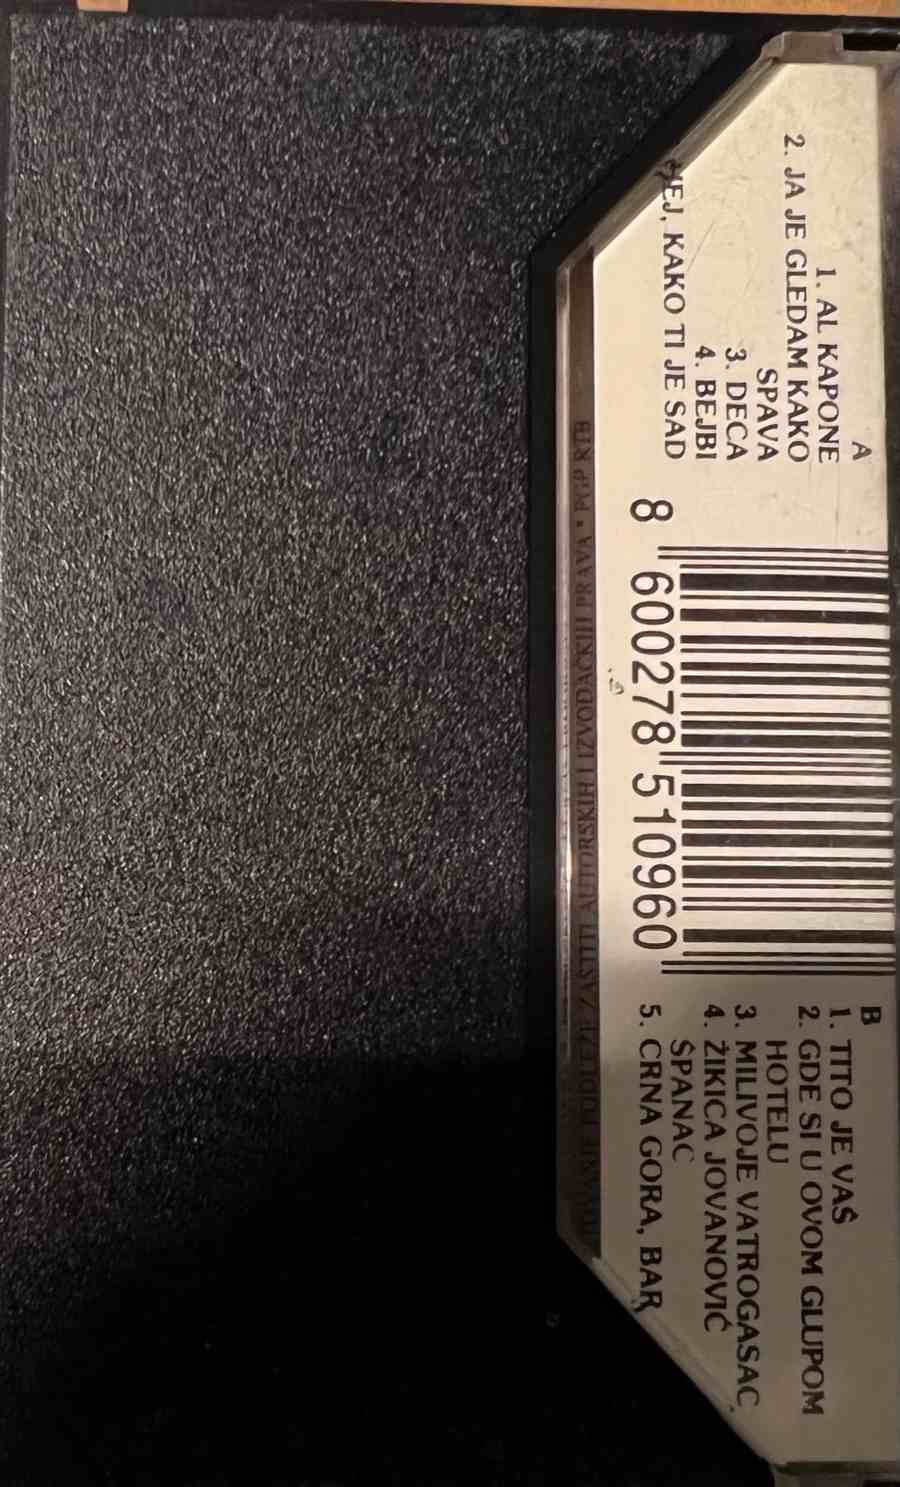 A
1. AL KAPONE
2. JA JE GLEDAM KAKO
SPAVA
3. DECA
4. BEJBI
HEJ, KAKO TI JE SAD
8 600278 510960
B
1. TITO JE VAŠ
2. GDE SI U OVOM GLUPOM
HOTELU
3. MILIVOJE VATROGASAC
4. ŽIKICA JOVANOVIĆ
ŠPANAC
5. CRNA GORA, BAR
ZAŠTITI AUTORSKIH I IZVOĐAČKIH PRAVA • PGP RTB